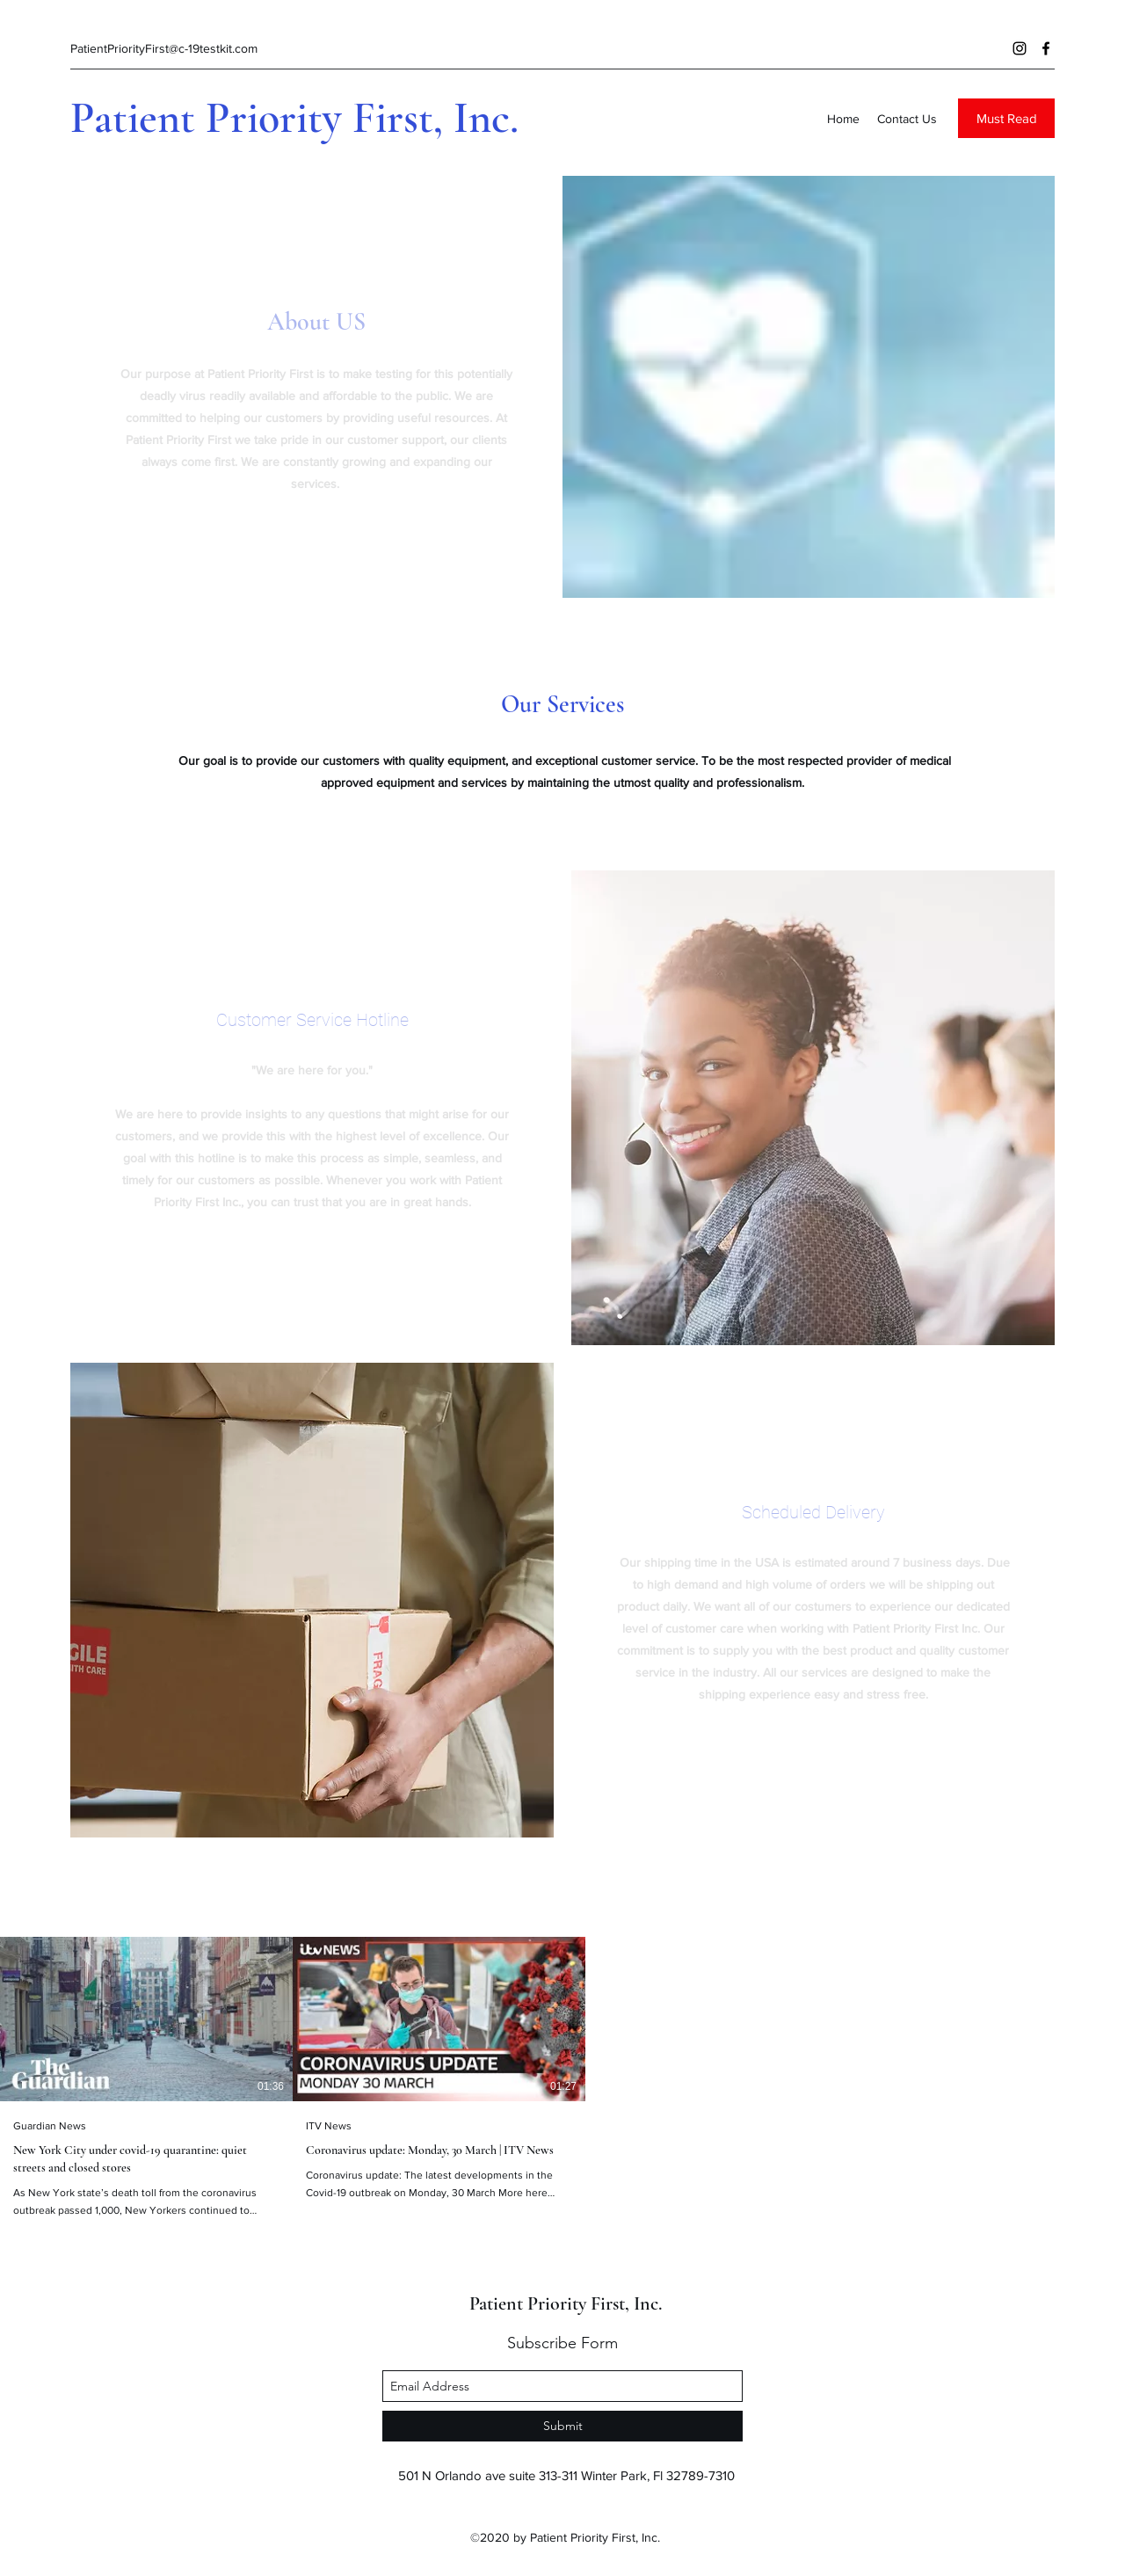 PatientPriorityFirst@c-19testkit.com
Patient Priority First, Inc.
Home
Contact Us
Must Read
About US
Our purpose at Patient Priority First is to make testing for this potentially
deadly virus readily available and affordable to the public. We are
committed to helping our customers by providing useful resources. At
Patient Priority First we take pride in our customer support, our clients
always come first. We are constantly growing and expanding our
services.
Our Services
Our goal is to provide our customers with quality equipment, and exceptional customer service. To be the most respected provider of medical
approved equipment and services by maintaining the utmost quality and professionalism.
Customer Service Hotline
"We are here for you."
We are here to provide insights to any questions that might arise for our
customers, and we provide this with the highest level of excellence. Our
goal with this hotline is to make this process as simple, seamless, and
timely for our customers as possible. Whenever you work with Patient
Priority First Inc., you can trust that you are in great hands.
GILE
ITH CARE
FRAG
Scheduled Delivery
Our shipping time in the USA is estimated around 7 business days. Due
to high demand and high volume of orders we will be shipping out
product daily. We want all of our costumers to experience our dedicated
level of customer care when working with Patient Priority First Inc. Our
commitment is to supply you with the best product and quality customer
service in the industry. All our services are designed to make the
shipping experience easy and stress free.
The
Guardian
01:36
Guardian News
New York City under covid-19 quarantine: quiet
streets and closed stores
As New York state's death toll from the coronavirus
outbreak passed 1,000, New Yorkers continued to...
itv NEWS
CORONAVIRUS UPDATE
MONDAY 30 MARCH
01:27
ITV News
Coronavirus update: Monday, 30 March | ITV News
Coronavirus update: The latest developments in the
Covid-19 outbreak on Monday, 30 March More here...
Patient Priority First, Inc.
Subscribe Form
Email Address
Submit
501 N Orlando ave suite 313-311 Winter Park, Fl 32789-7310
©2020 by Patient Priority First, Inc.